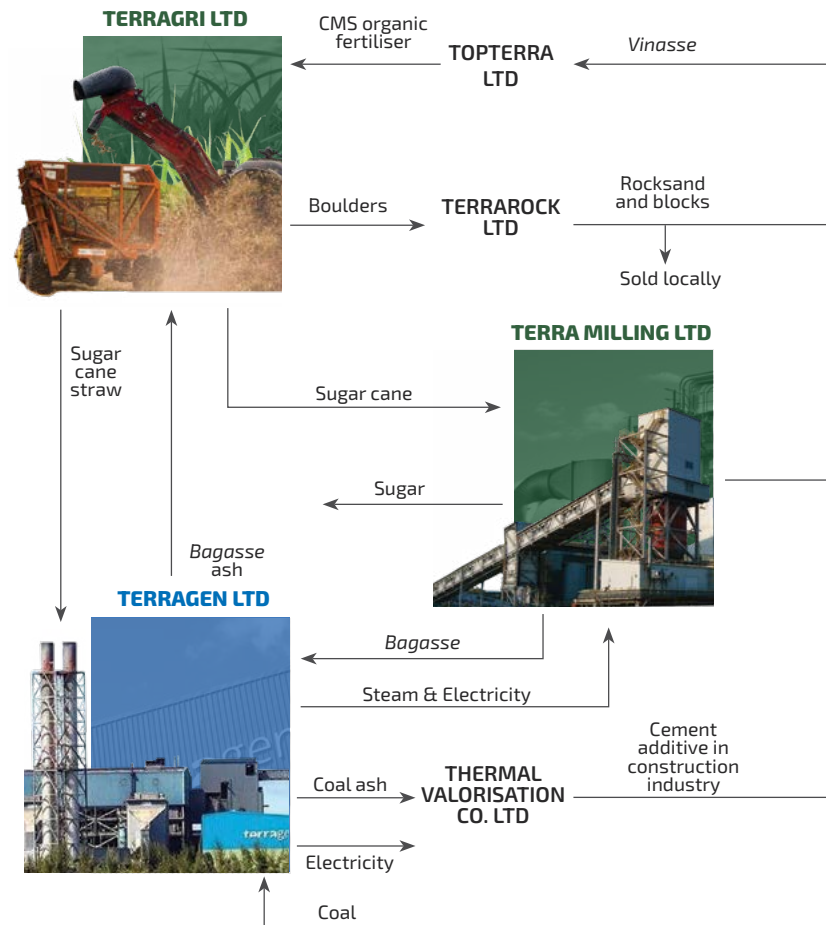 TERRAGRI LTD
CMS organic
fertiliser
TOPTERRA
LTD
Vinasse
Boulders
TERRAROCK
LTD
Rocksand
and blocks
Sold locally
TERRA MILLING LTD
Sugar
cane
straw
Sugar cane
Sugar
Bagasse
ash
TERRAGEN LTD
Bagasse
Steam & Electricity
Coal ash
THERMAL
VALORISATION
CO. LTD
Cement
additive in
construction
industry
terragen
Electricity
Coal